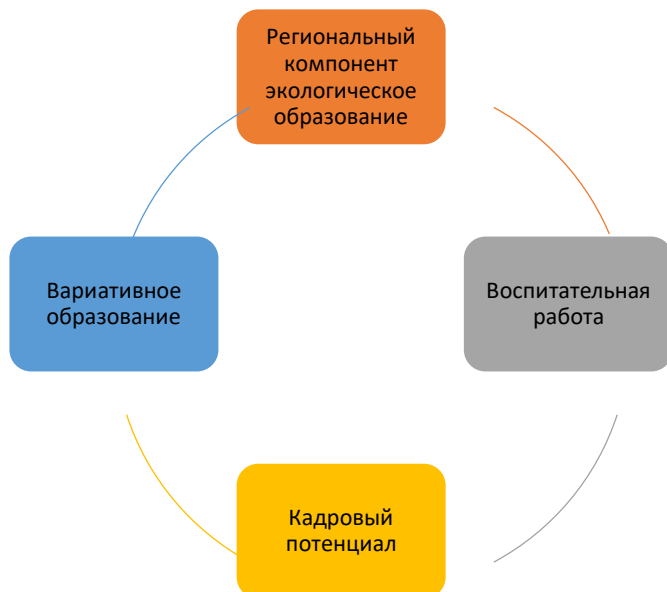 Региональный
компонент
экологическое
образование
Вариативное
образование
Воспитательная
работа
Кадровый
потенциал